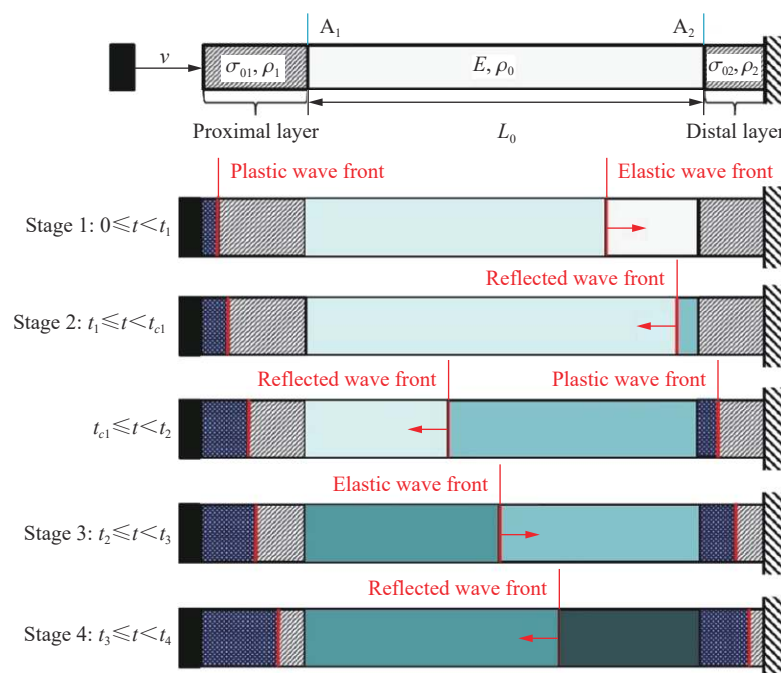 A₁ A₂
v σ₀₁, ρ₁ E, ρ₀ σ₀₂, ρ₂
Proximal layer L₀ Distal layer
Plastic wave front Elastic wave front
Stage 1: 0≤t<t₁
Reflected wave front
Stage 2: t₁≤t<t_c1
Reflected wave front Plastic wave front
t_c1≤t<t₂
Elastic wave front
Stage 3: t₂≤t<t₃
Reflected wave front
Stage 4: t₃≤t<t₄